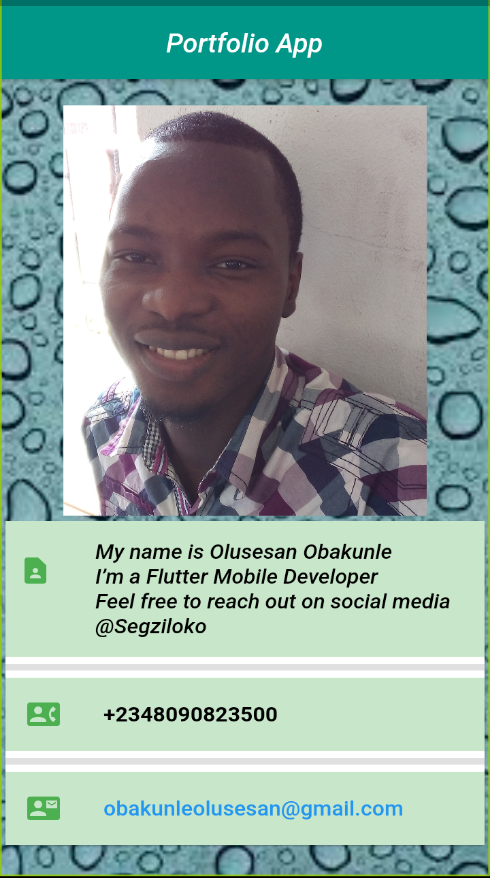 Portfolio App
My name is Olusesan Obakunle
I'm a Flutter Mobile Developer
Feel free to reach out on social media
@Segziloko
+2348090823500
obakunleolusesan@gmail.com